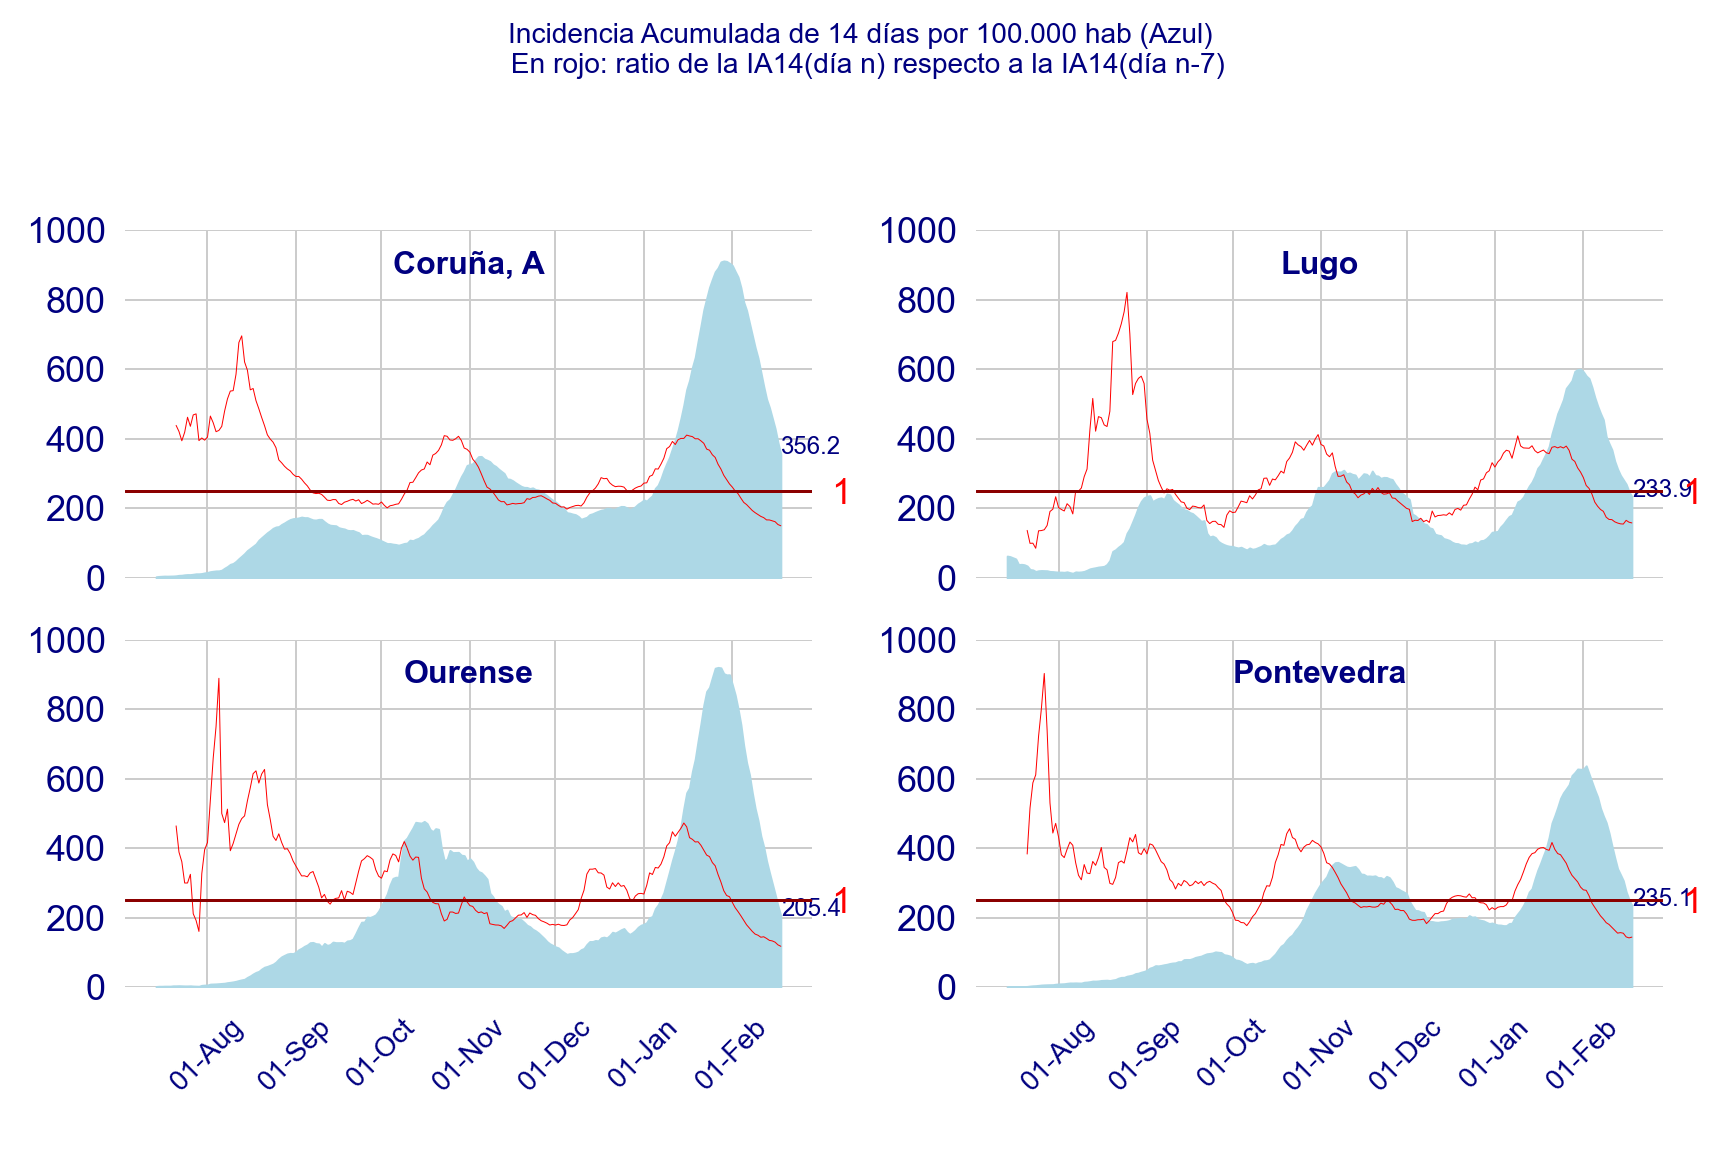 Incidencia Acumulada de 14 días por 100.000 hab (Azul)
En rojo: ratio de la IA14(día n) respecto a la IA14(día n-7)
1000
800
600
400
200
0
Coruña, A
356.2
1
1000
800
600
400
200
0
Lugo
233.9
1
1000
800
600
400
200
0
Ourense
205.4
1
01-Aug
01-Sep
01-Oct
01-Nov
01-Dec
01-Jan
01-Feb
1000
800
600
400
200
0
Pontevedra
235.1
1
01-Aug
01-Sep
01-Oct
01-Nov
01-Dec
01-Jan
01-Feb